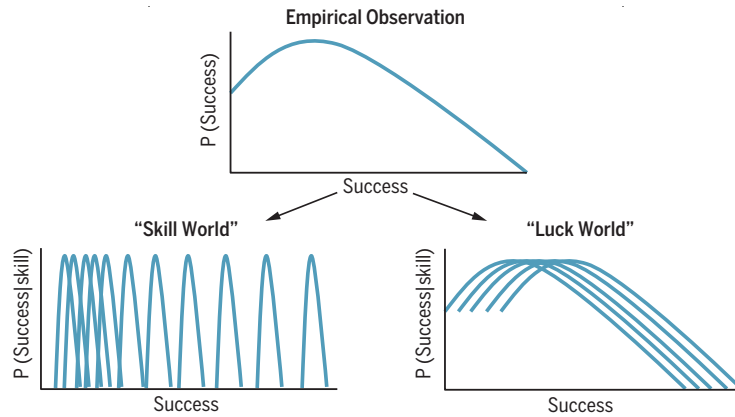 Empirical Observation
P (Success)
Success
“Skill World”
P (Success|skill)
Success
“Luck World”
P (Success|skill)
Success